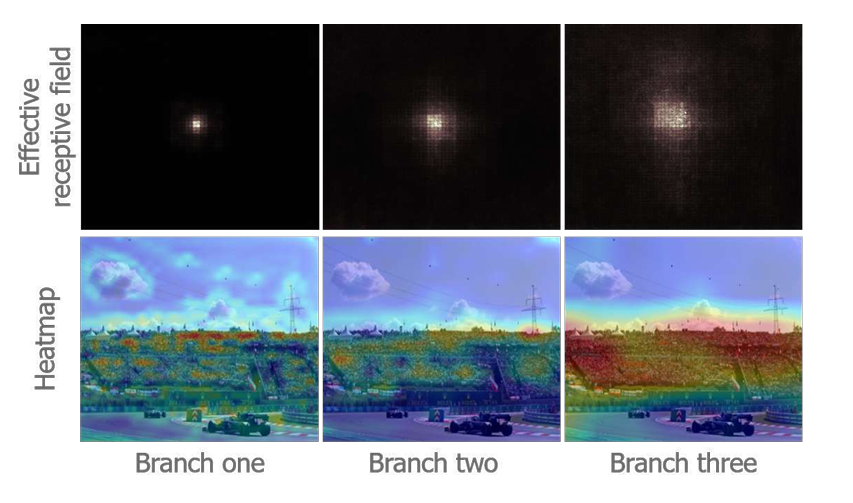 Effective
receptive field
Heatmap
Branch one
Branch two
Branch three